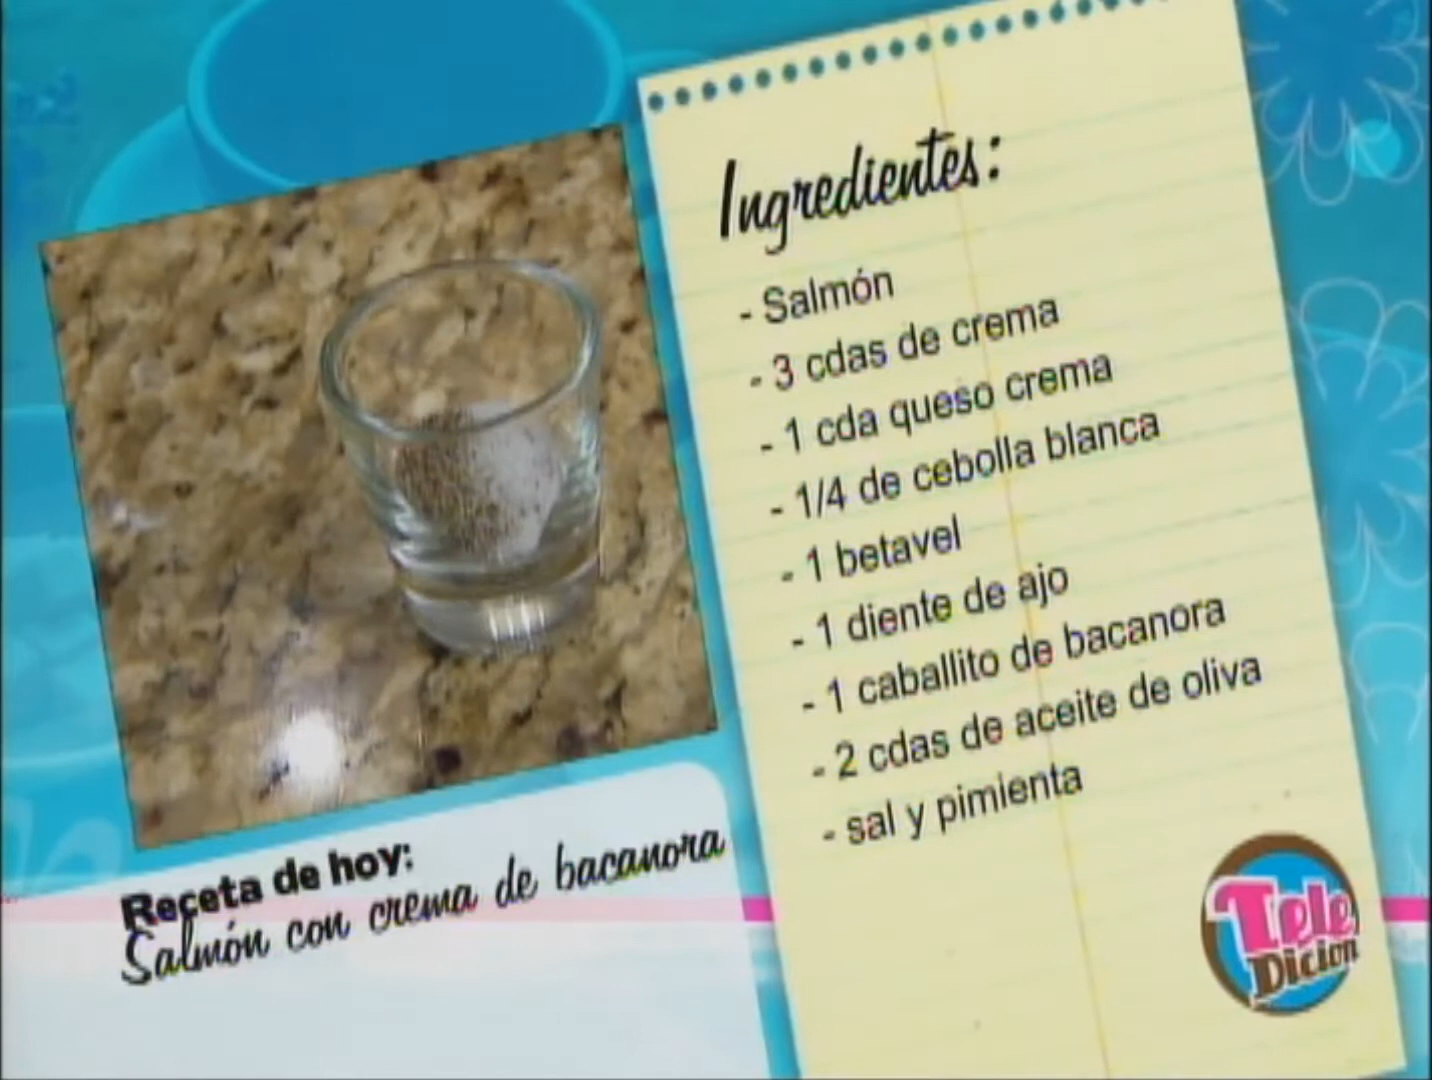 Ingredientes:
- Salmón
- 3 cdas de crema
- 1 cda queso crema
- 1/4 de cebolla blanca
- 1 betavel
- 1 diente de ajo
- 1 caballito de bacanora
- 2 cdas de aceite de oliva
- sal y pimienta
Receta de hoy:
Salmón con crema de bacanora
Tele
Dicion